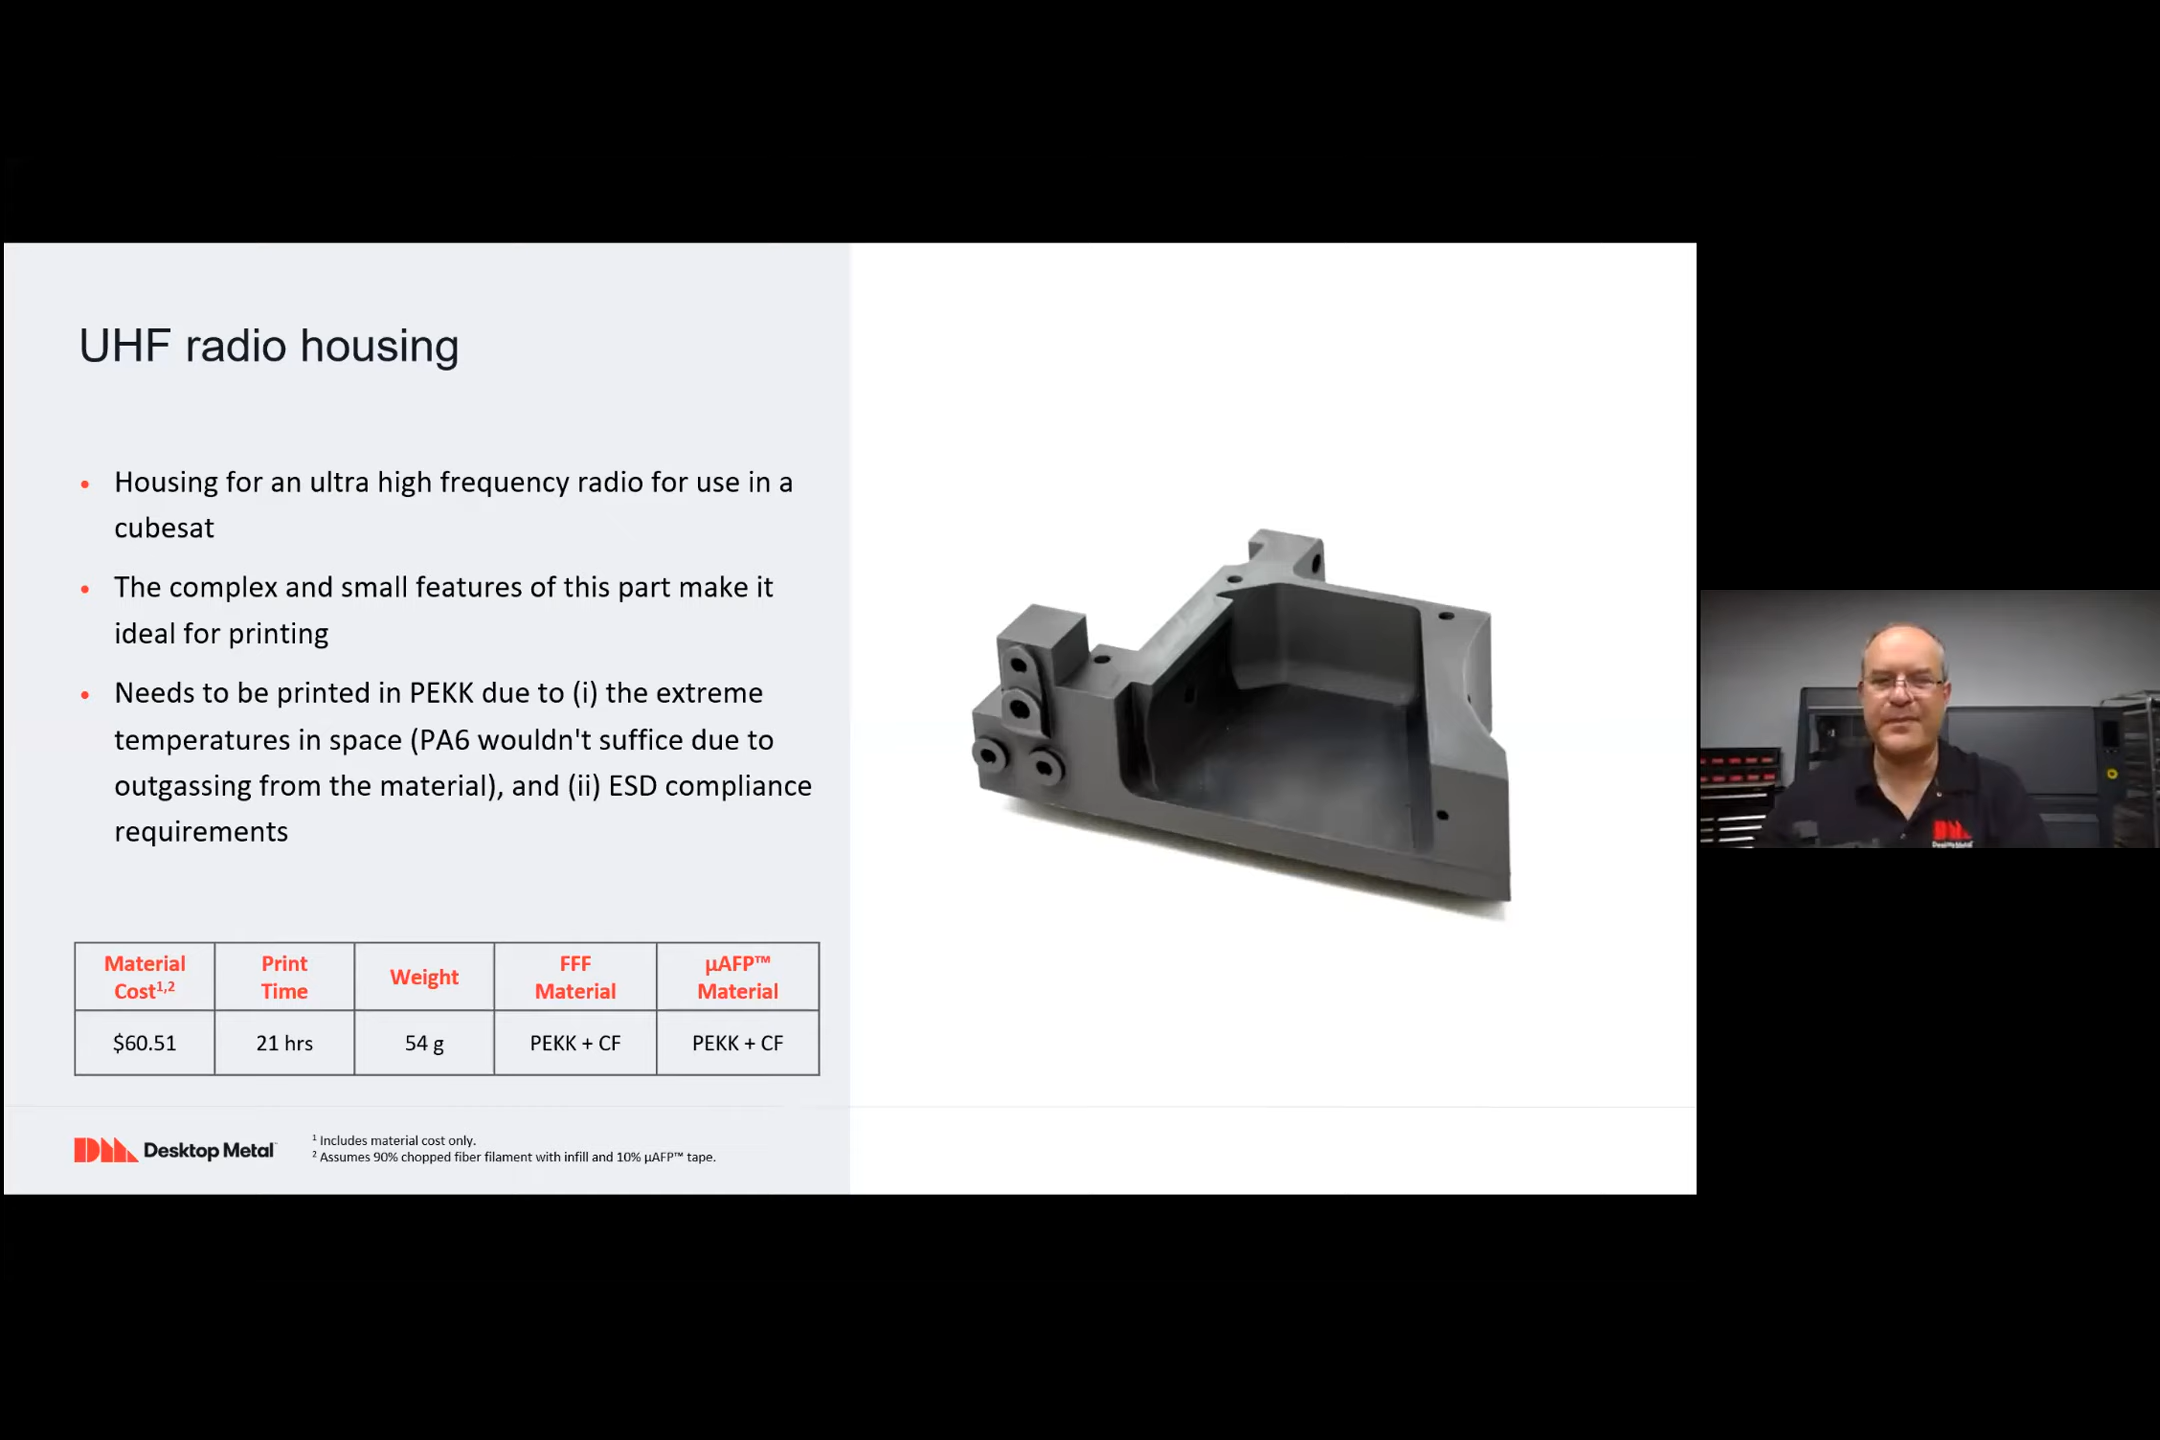 UHF radio housing
• Housing for an ultra high frequency radio for use in a
cubesat
• The complex and small features of this part make it
ideal for printing
• Needs to be printed in PEKK due to (i) the extreme
temperatures in space (PA6 wouldn't suffice due to
outgassing from the material), and (ii) ESD compliance
requirements
Material Cost¹,² Print Time Weight FFF Material µAFP™ Material
$60.51 21 hrs 54 g PEKK + CF PEKK + CF
DM Desktop Metal
¹ Includes material cost only.
² Assumes 90% chopped fiber filament with infill and 10% µAFP™ tape.
DM
Desktop Metal